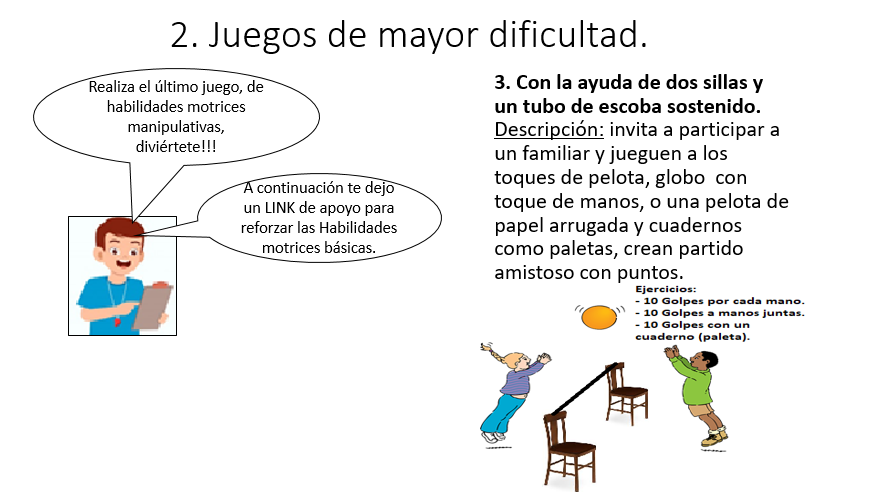 2. Juegos de mayor dificultad.
Realiza el último juego, de
habilidades motrices
manipulativas,
diviértete!!!
A continuación te dejo
un LINK de apoyo para
reforzar las Habilidades
motrices básicas.
3. Con la ayuda de dos sillas y
un tubo de escoba sostenido.
Descripción: invita a participar a
un familiar y jueguen a los
toques de pelota, globo con
toque de manos, o una pelota de
papel arrugada y cuadernos
como paletas, crean partido
amistoso con puntos.
Ejercicios:
- 10 Golpes por cada mano.
- 10 Golpes a manos juntas.
- 10 Golpes con un
cuaderno (paleta).